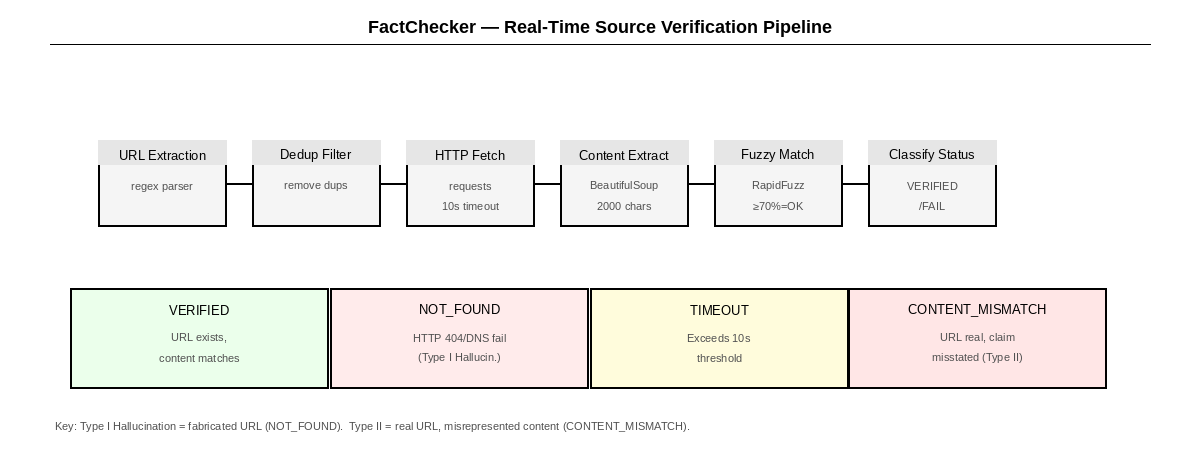 FactChecker — Real-Time Source Verification Pipeline
URL Extraction
regex parser
Dedup Filter
remove dups
HTTP Fetch
requests
10s timeout
Content Extract
BeautifulSoup
2000 chars
Fuzzy Match
RapidFuzz
≥70%=OK
Classify Status
VERIFIED
/FAIL
VERIFIED
URL exists,
content matches
NOT_FOUND
HTTP 404/DNS fail
(Type I Hallucin.)
TIMEOUT
Exceeds 10s
threshold
CONTENT_MISMATCH
URL real, claim
misstated (Type II)
Key: Type I Hallucination = fabricated URL (NOT_FOUND).  Type II = real URL, misrepresented content (CONTENT_MISMATCH).